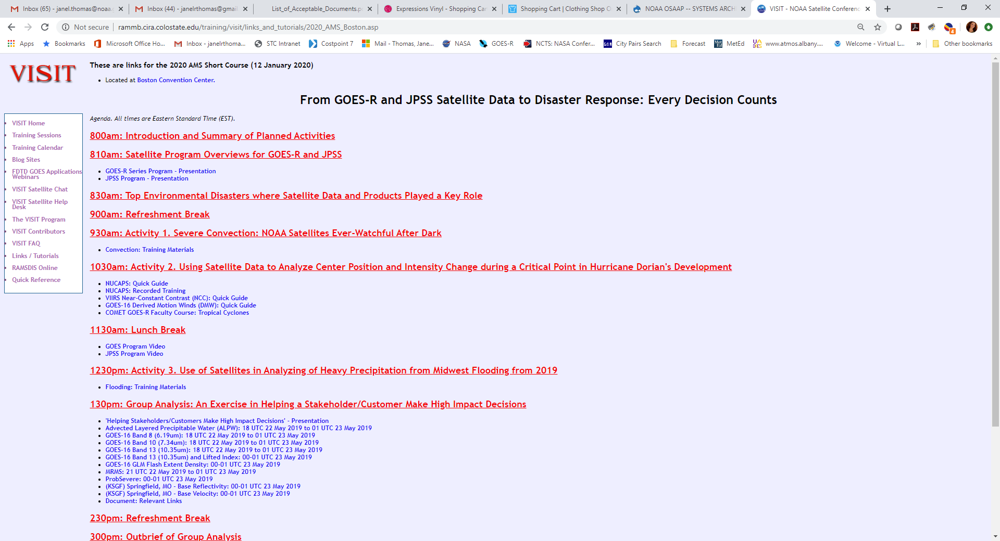 Inbox (65) - janel.thomas@noaa.g
Inbox (44) - janelrthomas@gmail
List_of_Acceptable_Documents.p
Expressions Vinyl - Shopping Car
Shopping Cart | Clothing Shop O
NOAA OSAAP -- SYSTEMS ARCH
VISIT - NOAA Satellite Conferenc
Not secure
rammb.cira.colostate.edu/training/visit/links_and_tutorials/2020_AMS_Boston.asp
4
Apps
Bookmarks
Microsoft Office Ho...
Inbox - janelrthoma...
STC Intranet
Costpoint 7
Mail - Thomas, Jane...
NASA
GOES-R
NCTS: NASA Confer...
GSA
City Pairs Search
Forecast
MetEd
www.atmos.albany....
Welcome - Virtual L...
»
Other bookmarks
VISIT
These are links for the 2020 AMS Short Course (12 January 2020)
Located at Boston Convention Center.
From GOES-R and JPSS Satellite Data to Disaster Response: Every Decision Counts
VISIT Home
Training Sessions
Training Calendar
Blog Sites
FDTD GOES Applications
Webinars
VISIT Satellite Chat
VISIT Satellite Help
Desk
The VISIT Program
VISIT Contributors
VISIT FAQ
Links / Tutorials
RAMSDIS Online
Quick Reference
Agenda. All times are Eastern Standard Time (EST).
800am: Introduction and Summary of Planned Activities
810am: Satellite Program Overviews for GOES-R and JPSS
GOES-R Series Program - Presentation
JPSS Program - Presentation
830am: Top Environmental Disasters where Satellite Data and Products Played a Key Role
900am: Refreshment Break
930am: Activity 1. Severe Convection: NOAA Satellites Ever-Watchful After Dark
Convection: Training Materials
1030am: Activity 2. Using Satellite Data to Analyze Center Position and Intensity Change during a Critical Point in Hurricane Dorian's Development
NUCAPS: Quick Guide
NUCAPS: Recorded Training
VIIRS Near-Constant Contrast (NCC): Quick Guide
GOES-16 Derived Motion Winds (DMW): Quick Guide
COMET GOES-R Faculty Course: Tropical Cyclones
1130am: Lunch Break
GOES Program Video
JPSS Program Video
1230pm: Activity 3. Use of Satellites in Analyzing of Heavy Precipitation from Midwest Flooding from 2019
Flooding: Training Materials
130pm: Group Analysis: An Exercise in Helping a Stakeholder/Customer Make High Impact Decisions
'Helping Stakeholders/Customers Make High Impact Decisions' - Presentation
Advected Layered Precipitable Water (ALPW): 18 UTC 22 May 2019 to 01 UTC 23 May 2019
GOES-16 Band 8 (6.19um): 18 UTC 22 May 2019 to 01 UTC 23 May 2019
GOES-16 Band 10 (7.34um): 18 UTC 22 May 2019 to 01 UTC 23 May 2019
GOES-16 Band 13 (10.35um): 18 UTC 22 May 2019 to 01 UTC 23 May 2019
GOES-16 Band 13 (10.35um) and Lifted Index: 00-01 UTC 23 May 2019
GOES-16 GLM Flash Extent Density: 00-01 UTC 23 May 2019
MRMS: 21 UTC 22 May 2019 to 01 UTC 23 May 2019
ProbSevere: 00-01 UTC 23 May 2019
(KSGF) Springfield, MO - Base Reflectivity: 00-01 UTC 23 May 2019
(KSGF) Springfield, MO - Base Velocity: 00-01 UTC 23 May 2019
Document: Relevant Links
230pm: Refreshment Break
300pm: Outbrief of Group Analysis